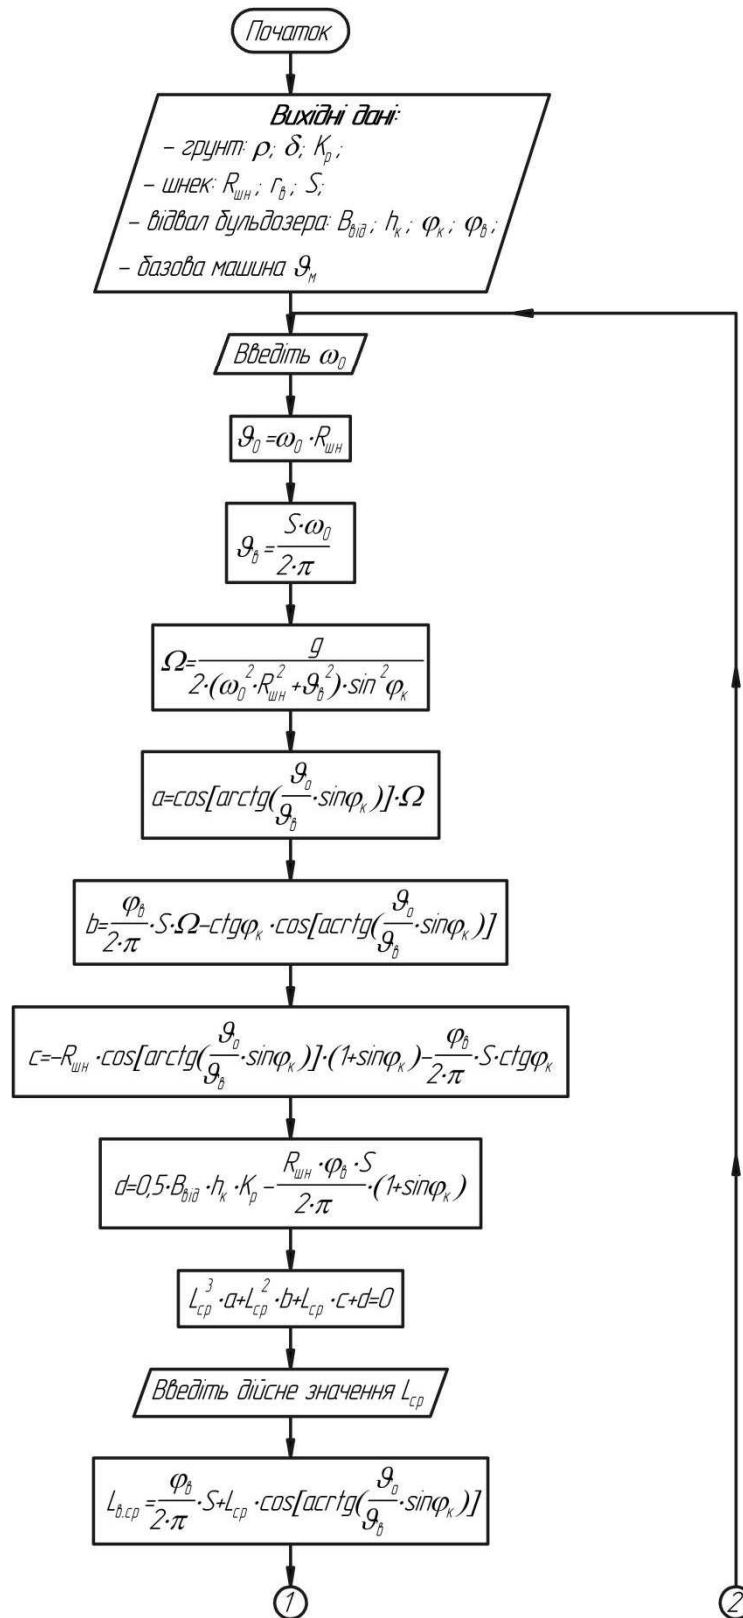 Початок
Вихідні дані:
– грунт: ρ; δ; Kр;
– шнек: Rшн; rв; S;
– відвал бульдозера: Bвід; hк; φк; φв;
– базова машина ϑм
Введіть ω₀
ϑ₀=ω₀·Rшн
ϑв=S·ω₀/2·π
Ω=g/2·(ω₀²·Rшн²+ϑв²)·sin²φк
a=cos[arctg(ϑ₀/ϑв·sinφк)]·Ω
b=φв/2·π·S·Ω–ctgφк·cos[acrtg(ϑ₀/ϑв·sinφк)]
c=–Rшн·cos[arctg(ϑ₀/ϑв·sinφк)]·(1+sinφк)–φв/2·π·S·ctgφк
d=0,5·Bвід·hк·Kр–Rшн·φв·S/2·π·(1+sinφк)
Lср³·a+Lср²·b+Lср·c+d=0
Введіть дійсне значення Lср
Lв.ср=φв/2·π·S+Lср·cos[acrtg(ϑ₀/ϑв·sinφк)]
1
2